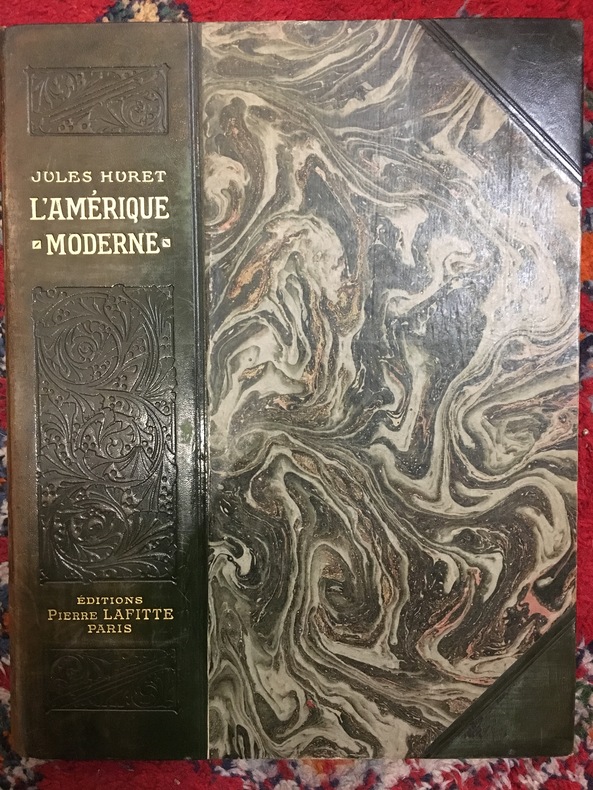 JULES HURET
L'AMÉRIQUE
MODERNE
ÉDITIONS
PIERRE LAFITTE
PARIS